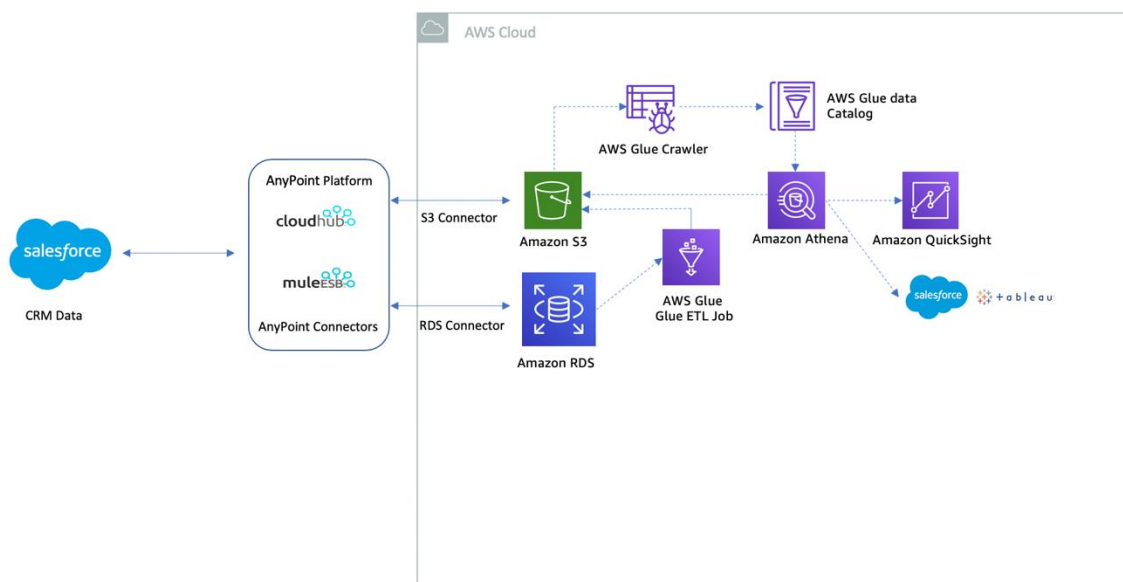 AWS Cloud
AWS Glue data
Catalog
AWS Glue Crawler
AnyPoint Platform
cloudhub
S3 Connector
Amazon S3
Amazon Athena
Amazon QuickSight
salesforce
muleESB
AWS Glue
Glue ETL Job
salesforce
+ableau
CRM Data
AnyPoint Connectors
RDS Connector
Amazon RDS